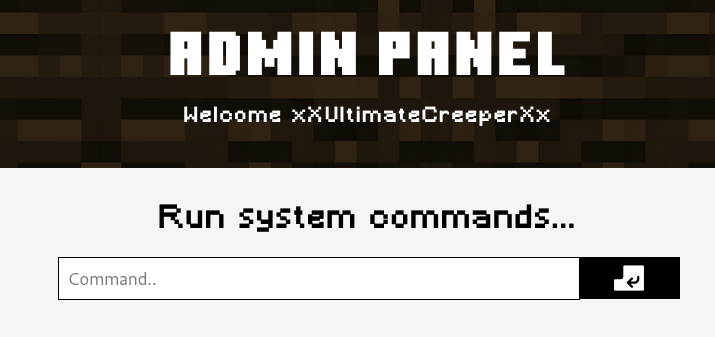 ADMIN PANEL
Welcome xXUltimateCreeperXx
Run system commands...
Command..